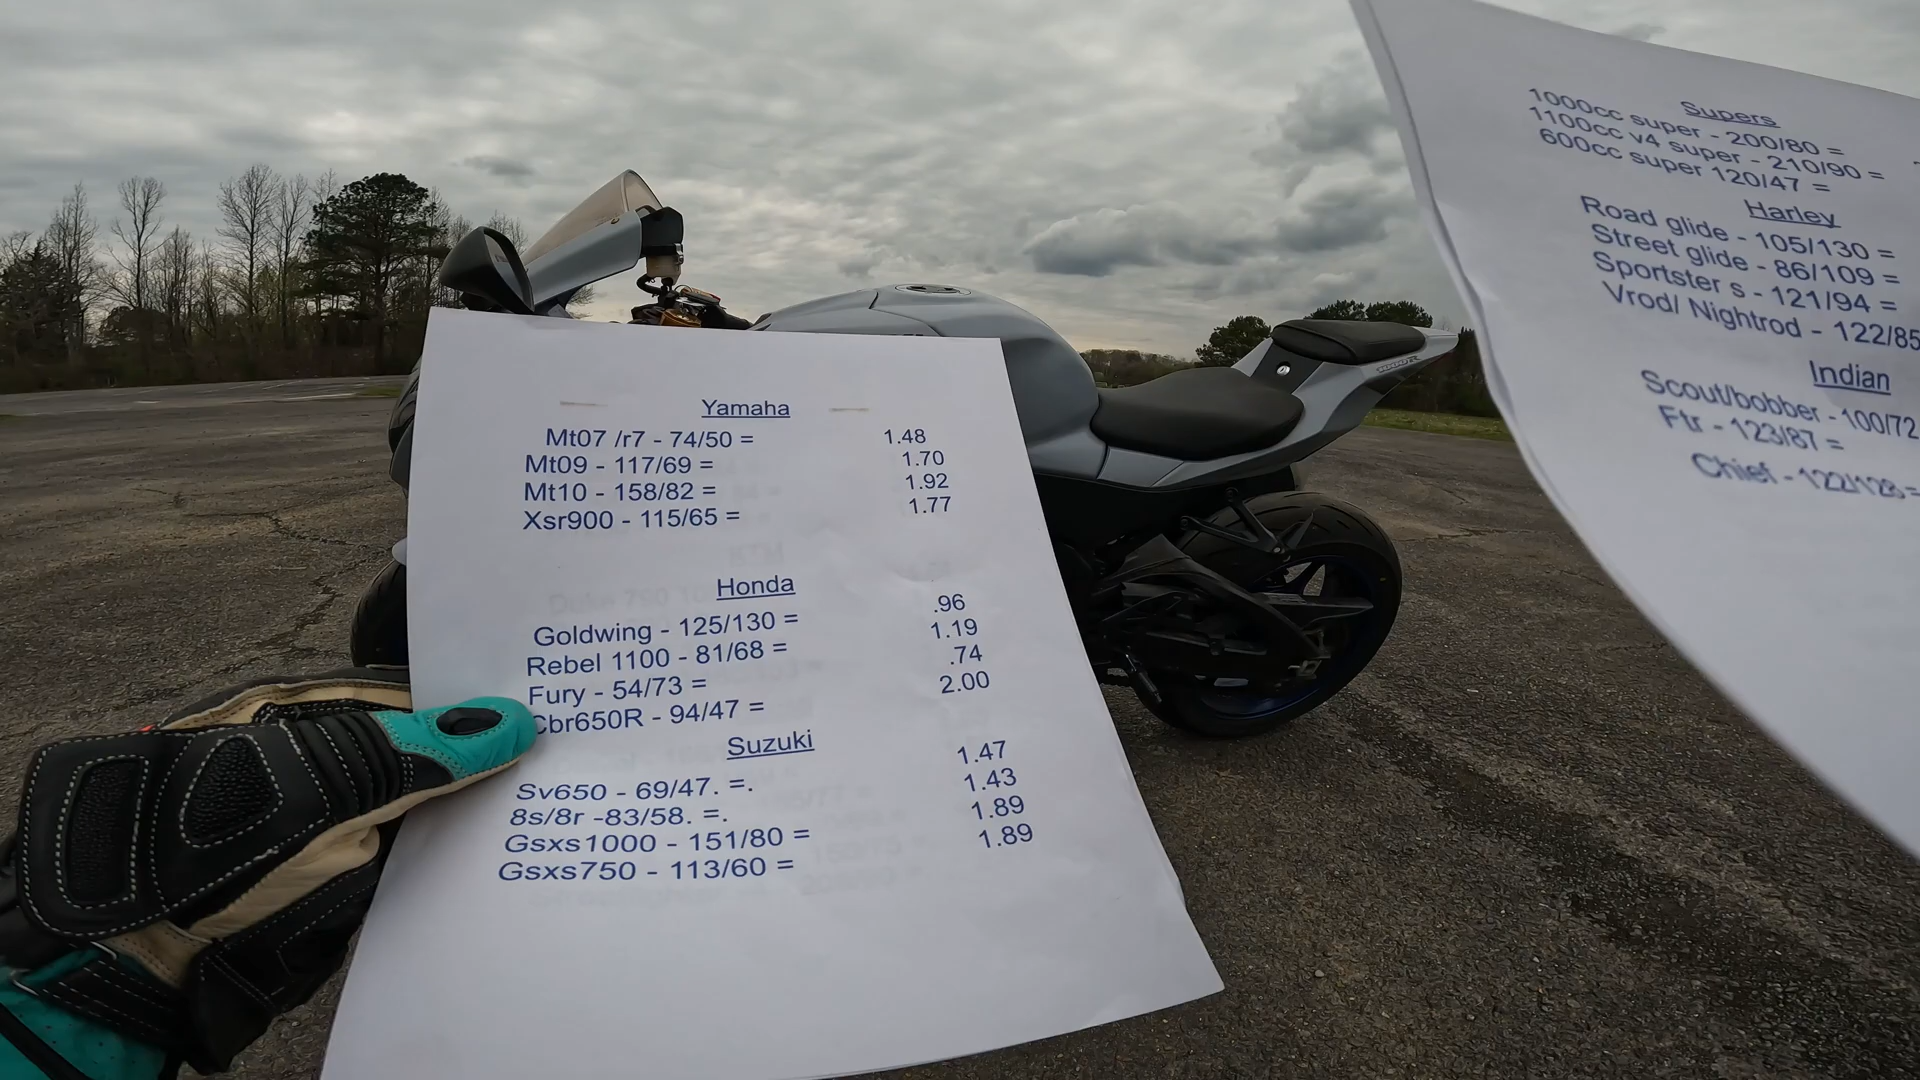 Yamaha
Mt07 /r7 - 74/50 = 1.48
Mt09 - 117/69 = 1.70
Mt10 - 158/82 = 1.92
Xsr900 - 115/65 = 1.77
Honda
Goldwing - 125/130 = .96
Rebel 1100 - 81/68 = 1.19
Fury - 54/73 = .74
Cbr650R - 94/47 = 2.00
Suzuki
Sv650 - 69/47. =. 1.47
8s/8r -83/58. =. 1.43
Gsxs1000 - 151/80 = 1.89
Gsxs750 - 113/60 = 1.89
Supers
1000cc super - 200/80 =
1100cc v4 super - 210/90 =
600cc super 120/47 =
Harley
Road glide - 105/130 =
Street glide - 86/109 =
Sportster s - 121/94 =
Vrod/ Nightrod - 122/85
Indian
Scout/bobber - 100/72
Ftr - 123/87 =
Chief - 122/128 =